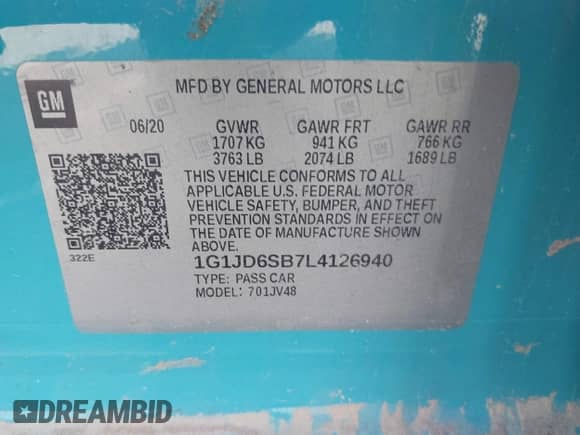 GM
MFD BY GENERAL MOTORS LLC
06/20 GVWR GAWR FRT GAWR RR
1707 KG 941 KG 766 KG
3763 LB 2074 LB 1689 LB
THIS VEHICLE CONFORMS TO ALL
APPLICABLE U.S. FEDERAL MOTOR
VEHICLE SAFETY, BUMPER, AND THEFT
PREVENTION STANDARDS IN EFFECT ON
THE DATE OF MANUFACTURE SHOWN
ABOVE.
322E
1G1JD6SB7L4126940
TYPE: PASS CAR
MODEL: 701JV48
DREAMBID